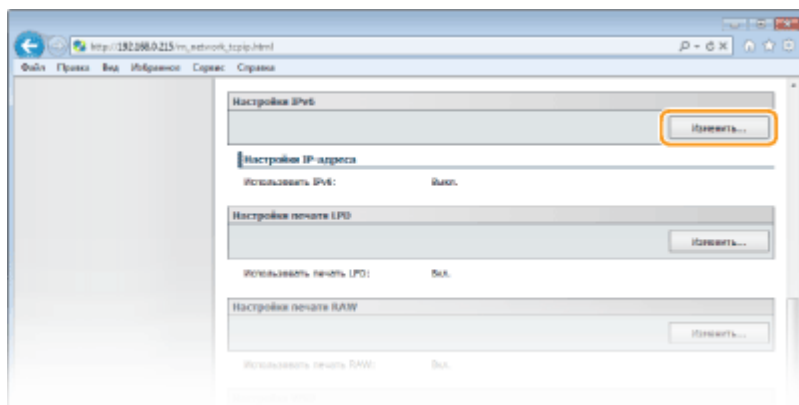 http://192.168.0.215/m_network_tcpip.html
Файл Правка Вид Избранное Сервис Справка
Настройки IPv6
Изменить...
Настройки IP-адреса
Использовать IPv6: Выкл.
Настройки печати LPD
Изменить...
Использовать печать LPD: Вкл.
Настройки печати RAW
Изменить...
Использовать печать RAW: Вкл.